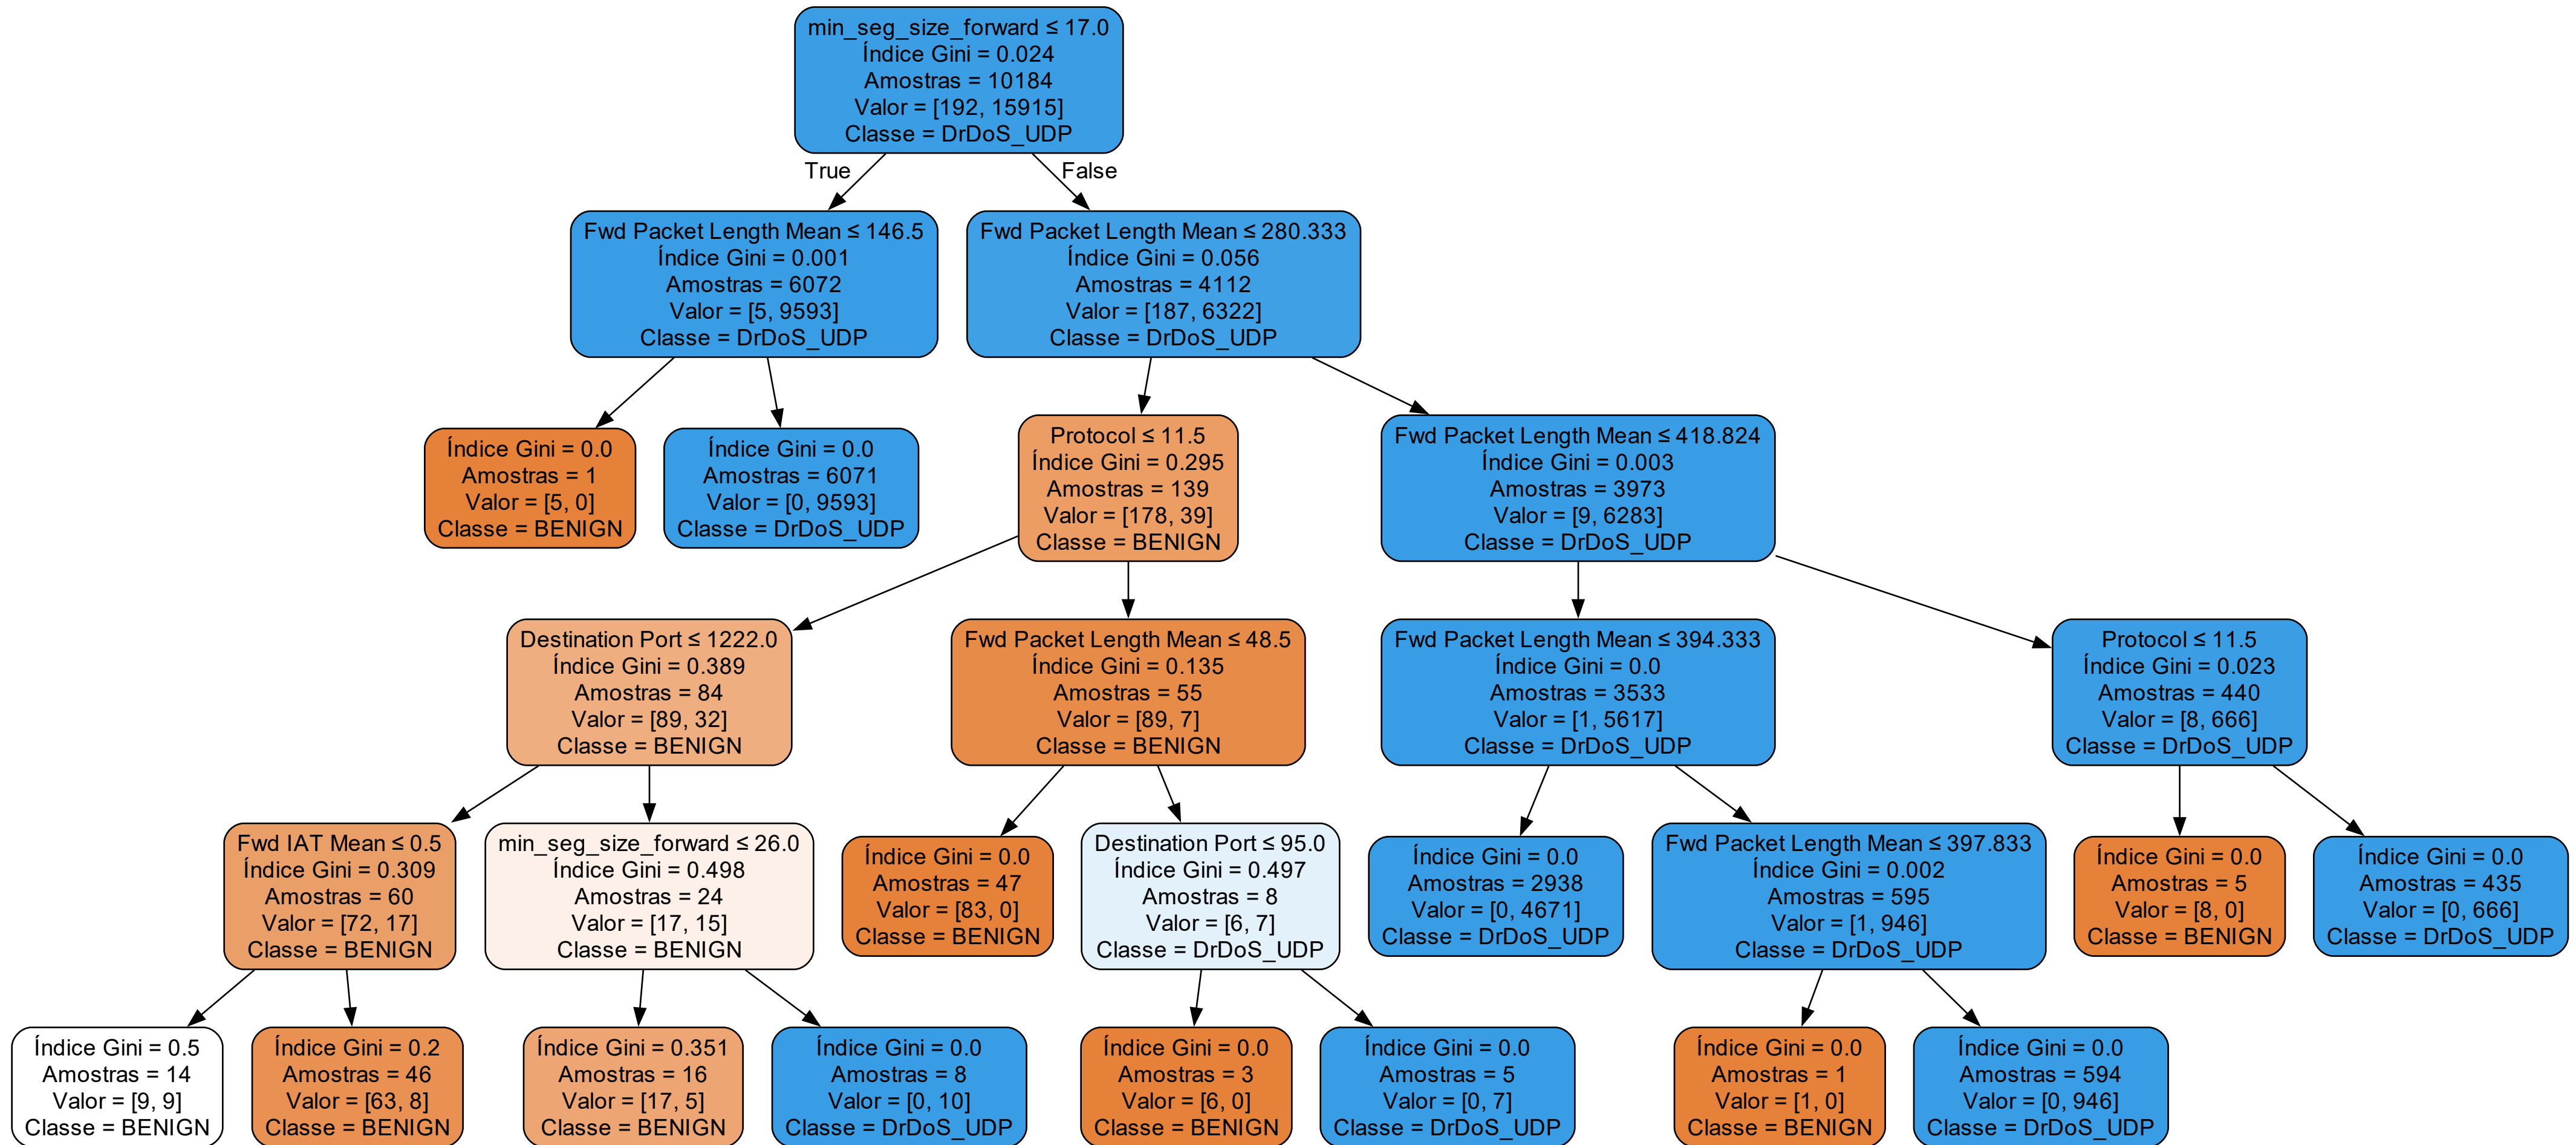 min_seg_size_forward ≤ 17.0
Índice Gini = 0.024
Amostras = 10184
Valor = [192, 15915]
Classe = DrDoS_UDP
True
False
Fwd Packet Length Mean ≤ 146.5
Índice Gini = 0.001
Amostras = 6072
Valor = [5, 9593]
Classe = DrDoS_UDP
Fwd Packet Length Mean ≤ 280.333
Índice Gini = 0.056
Amostras = 4112
Valor = [187, 6322]
Classe = DrDoS_UDP
Índice Gini = 0.0
Amostras = 1
Valor = [5, 0]
Classe = BENIGN
Índice Gini = 0.0
Amostras = 6071
Valor = [0, 9593]
Classe = DrDoS_UDP
Protocol ≤ 11.5
Índice Gini = 0.295
Amostras = 139
Valor = [178, 39]
Classe = BENIGN
Fwd Packet Length Mean ≤ 418.824
Índice Gini = 0.003
Amostras = 3973
Valor = [9, 6283]
Classe = DrDoS_UDP
Destination Port ≤ 1222.0
Índice Gini = 0.389
Amostras = 84
Valor = [89, 32]
Classe = BENIGN
Fwd Packet Length Mean ≤ 48.5
Índice Gini = 0.135
Amostras = 55
Valor = [89, 7]
Classe = BENIGN
Fwd Packet Length Mean ≤ 394.333
Índice Gini = 0.0
Amostras = 3533
Valor = [1, 5617]
Classe = DrDoS_UDP
Protocol ≤ 11.5
Índice Gini = 0.023
Amostras = 440
Valor = [8, 666]
Classe = DrDoS_UDP
Fwd IAT Mean ≤ 0.5
Índice Gini = 0.309
Amostras = 60
Valor = [72, 17]
Classe = BENIGN
min_seg_size_forward ≤ 26.0
Índice Gini = 0.498
Amostras = 24
Valor = [17, 15]
Classe = BENIGN
Índice Gini = 0.0
Amostras = 47
Valor = [83, 0]
Classe = BENIGN
Destination Port ≤ 95.0
Índice Gini = 0.497
Amostras = 8
Valor = [6, 7]
Classe = DrDoS_UDP
Índice Gini = 0.0
Amostras = 2938
Valor = [0, 4671]
Classe = DrDoS_UDP
Fwd Packet Length Mean ≤ 397.833
Índice Gini = 0.002
Amostras = 595
Valor = [1, 946]
Classe = DrDoS_UDP
Índice Gini = 0.0
Amostras = 5
Valor = [8, 0]
Classe = BENIGN
Índice Gini = 0.0
Amostras = 435
Valor = [0, 666]
Classe = DrDoS_UDP
Índice Gini = 0.5
Amostras = 14
Valor = [9, 9]
Classe = BENIGN
Índice Gini = 0.2
Amostras = 46
Valor = [63, 8]
Classe = BENIGN
Índice Gini = 0.351
Amostras = 16
Valor = [17, 5]
Classe = BENIGN
Índice Gini = 0.0
Amostras = 8
Valor = [0, 10]
Classe = DrDoS_UDP
Índice Gini = 0.0
Amostras = 3
Valor = [6, 0]
Classe = BENIGN
Índice Gini = 0.0
Amostras = 5
Valor = [0, 7]
Classe = DrDoS_UDP
Índice Gini = 0.0
Amostras = 1
Valor = [1, 0]
Classe = BENIGN
Índice Gini = 0.0
Amostras = 594
Valor = [0, 946]
Classe = DrDoS_UDP